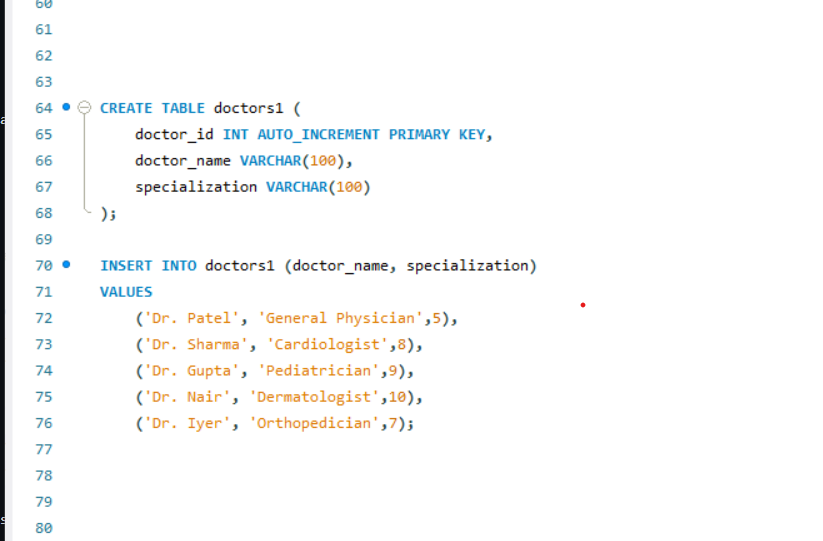 60
61
62
63
64 CREATE TABLE doctors1 (
65 doctor_id INT AUTO_INCREMENT PRIMARY KEY,
66 doctor_name VARCHAR(100),
67 specialization VARCHAR(100)
68 );
69
70 INSERT INTO doctors1 (doctor_name, specialization)
71 VALUES
72 ('Dr. Patel', 'General Physician',5),
73 ('Dr. Sharma', 'Cardiologist',8),
74 ('Dr. Gupta', 'Pediatrician',9),
75 ('Dr. Nair', 'Dermatologist',10),
76 ('Dr. Iyer', 'Orthopedician',7);
77
78
79
80